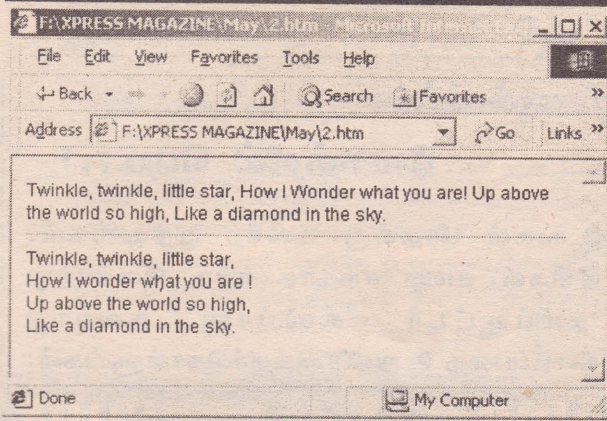 F:\XPRESS MAGAZINE\May\2.htm - Microsoft Internet
File Edit View Favorites Tools Help
Back Search Favorites »
Address F:\XPRESS MAGAZINE\May\2.htm Go Links »
Twinkle, twinkle, little star, How I Wonder what you are! Up above
the world so high, Like a diamond in the sky.
Twinkle, twinkle, little star,
How I wonder what you are !
Up above the world so high,
Like a diamond in the sky.
Done My Computer